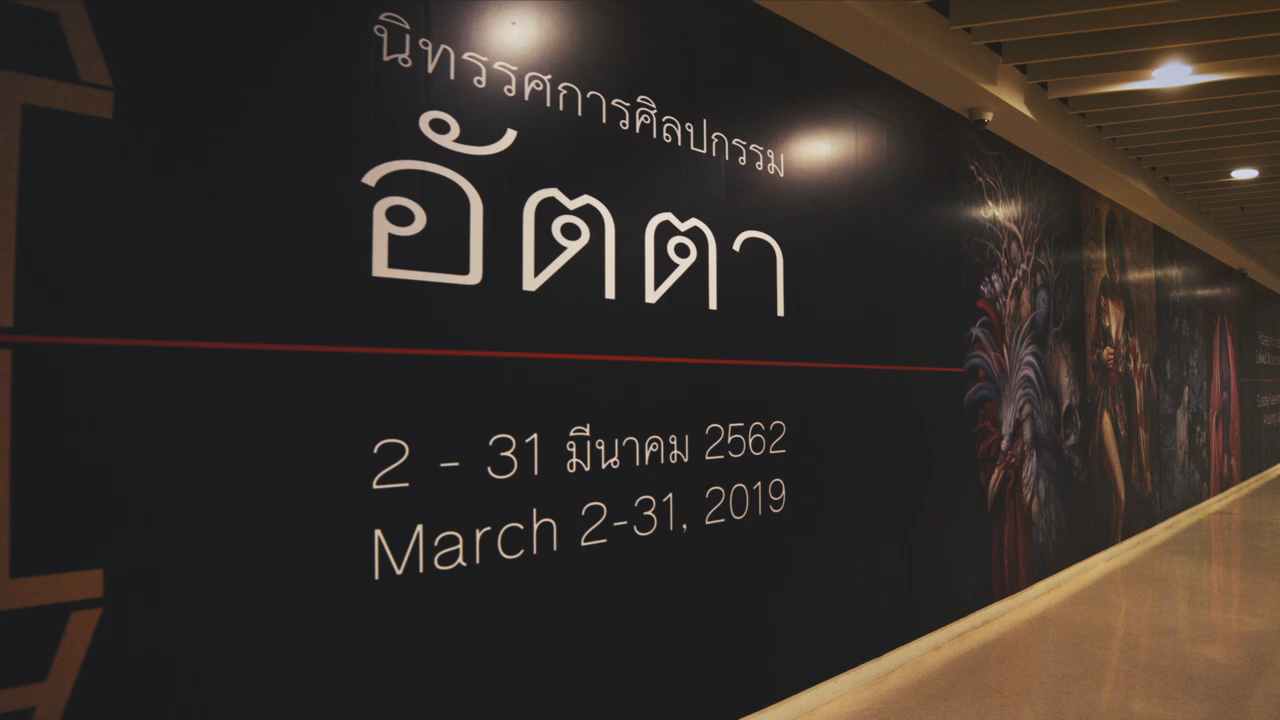 นิทรรศการศิลปกรรม
อัตตา
2 - 31 มีนาคม 2562
March 2-31, 2019